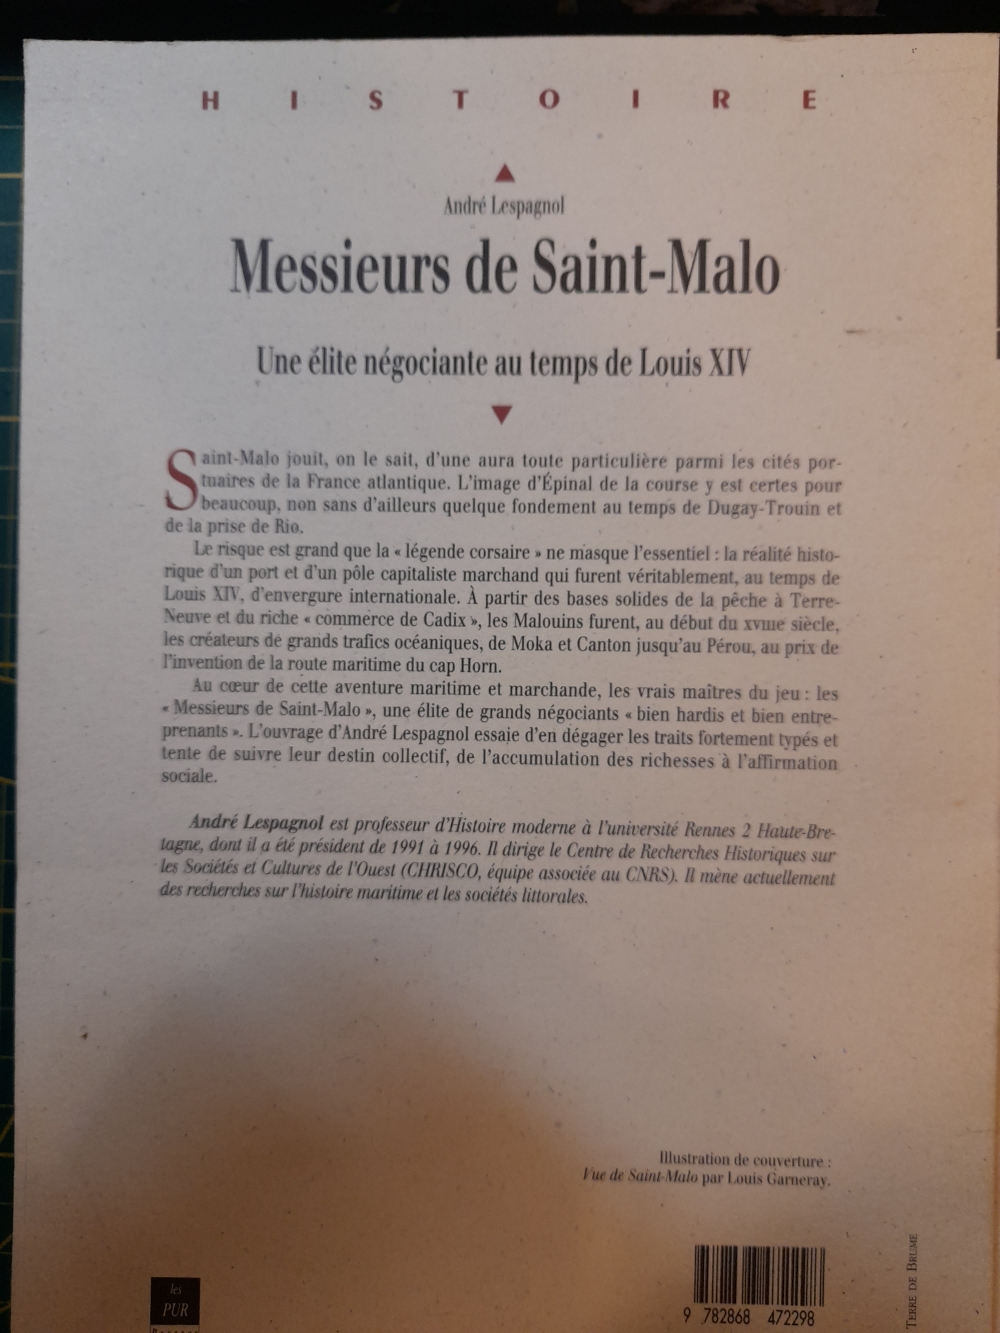 HISTOIRE
André Lespagnol
Messieurs de Saint-Malo
Une élite négociante au temps de Louis XIV
Saint-Malo jouit, on le sait, d'une aura toute particulière parmi les cités por-
tuaires de la France atlantique. L'image d'Épinal de la course y est certes pour
beaucoup, non sans d'ailleurs quelque fondement au temps de Dugay-Trouin et
de la prise de Rio.
Le risque est grand que la « légende corsaire » ne masque l'essentiel : la réalité histo-
rique d'un port et d'un pôle capitaliste marchand qui furent véritablement, au temps de
Louis XIV, d'envergure internationale. À partir des bases solides de la pêche à Terre-
Neuve et du riche « commerce de Cadix », les Malouins furent, au début du XVIIIe siècle,
les créateurs de grands trafics océaniques, de Moka et Canton jusqu'au Pérou, au prix de
l'invention de la route maritime du cap Horn.
Au cœur de cette aventure maritime et marchande, les vrais maîtres du jeu : les
« Messieurs de Saint-Malo », une élite de grands négociants « bien hardis et bien entre-
prenants ». L'ouvrage d'André Lespagnol essaie d'en dégager les traits fortement typés et
tente de suivre leur destin collectif, de l'accumulation des richesses à l'affirmation
sociale.
André Lespagnol est professeur d'Histoire moderne à l'université Rennes 2 Haute-Bre-
tagne, dont il a été président de 1991 à 1996. Il dirige le Centre de Recherches Historiques sur
les Sociétés et Cultures de l'Ouest (CHRISCO, équipe associée au CNRS). Il mène actuellement
des recherches sur l'histoire maritime et les sociétés littorales.
Illustration de couverture :
Vue de Saint-Malo par Louis Garneray.
les
PUR
9 782868 472298
TERRE DE BRUME